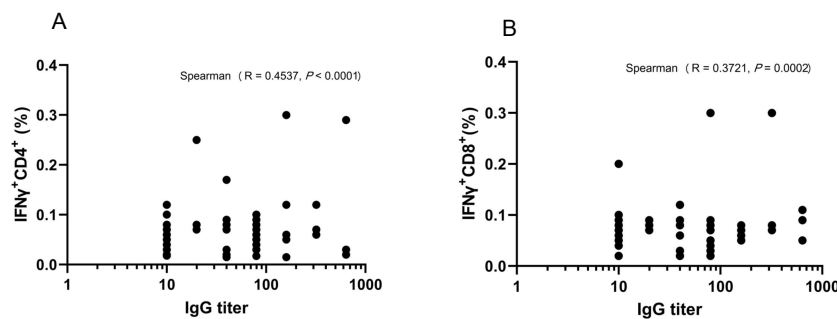 A
Spearman ( R = 0.4537, P < 0.0001)
0.4
0.3
0.2
0.1
0.0
IFNγ+CD4+ (%)
1
10
100
1000
IgG titer
B
Spearman ( R = 0.3721, P = 0.0002)
0.4
0.3
0.2
0.1
0.0
IFNγ+CD8+(%)
1
10
100
1000
IgG titer